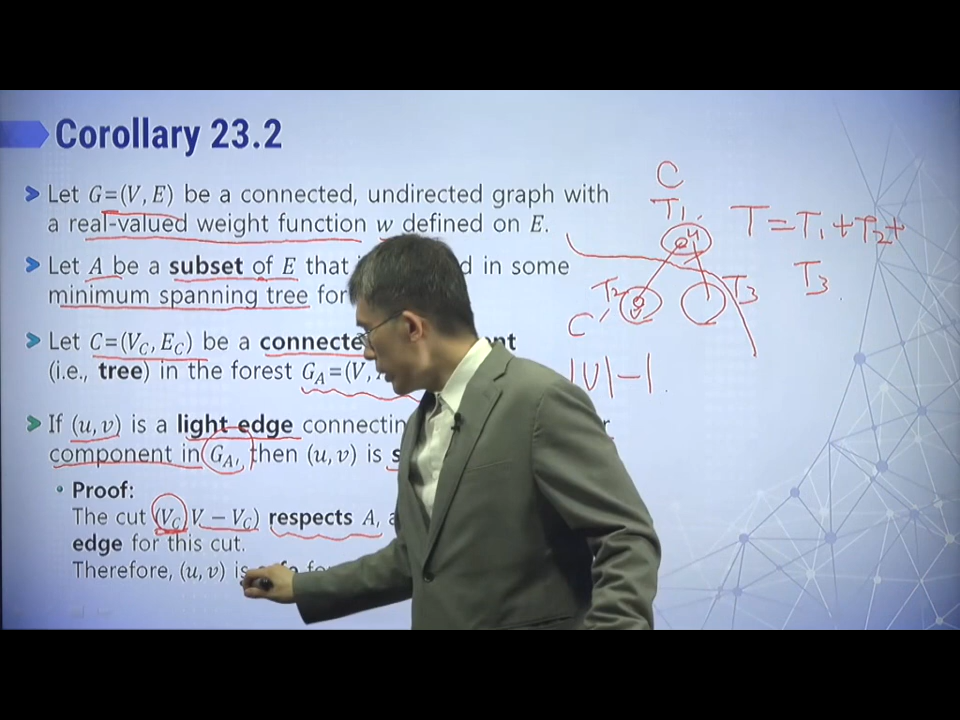 Corollary 23.2
Let G=(V, E) be a connected, undirected graph with
a real-valued weight function w defined on E.
Let A be a subset of E that in some
minimum spanning tree for
Let C=(V_C, E_C) be a
(i.e., tree) in the forest G_A=(V,
If (u, v) is a light edge
component in G_A, then (u, v) is
Proof:
The cut (V_C, V − V_C) respects A,
edge for this cut.
Therefore, (u, v) is
C
T1
T=T1+T2+
T3
u
T2
T3
v
C'
|V|-1